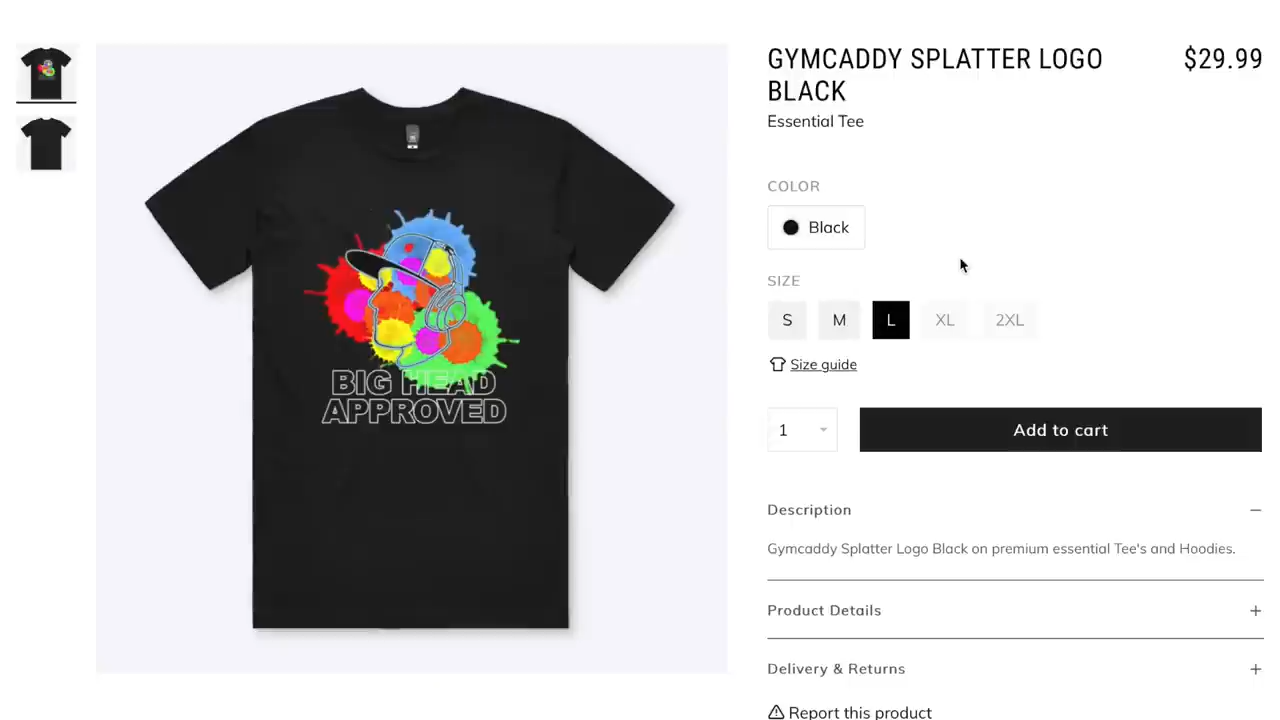 GYMCADDY SPLATTER LOGO
BLACK
$29.99
Essential Tee
COLOR
Black
SIZE
S M L XL 2XL
Size guide
1
Add to cart
BIG HEAD
APPROVED
Description
Gymcaddy Splatter Logo Black on premium essential Tee's and Hoodies.
Product Details
Delivery & Returns
Report this product